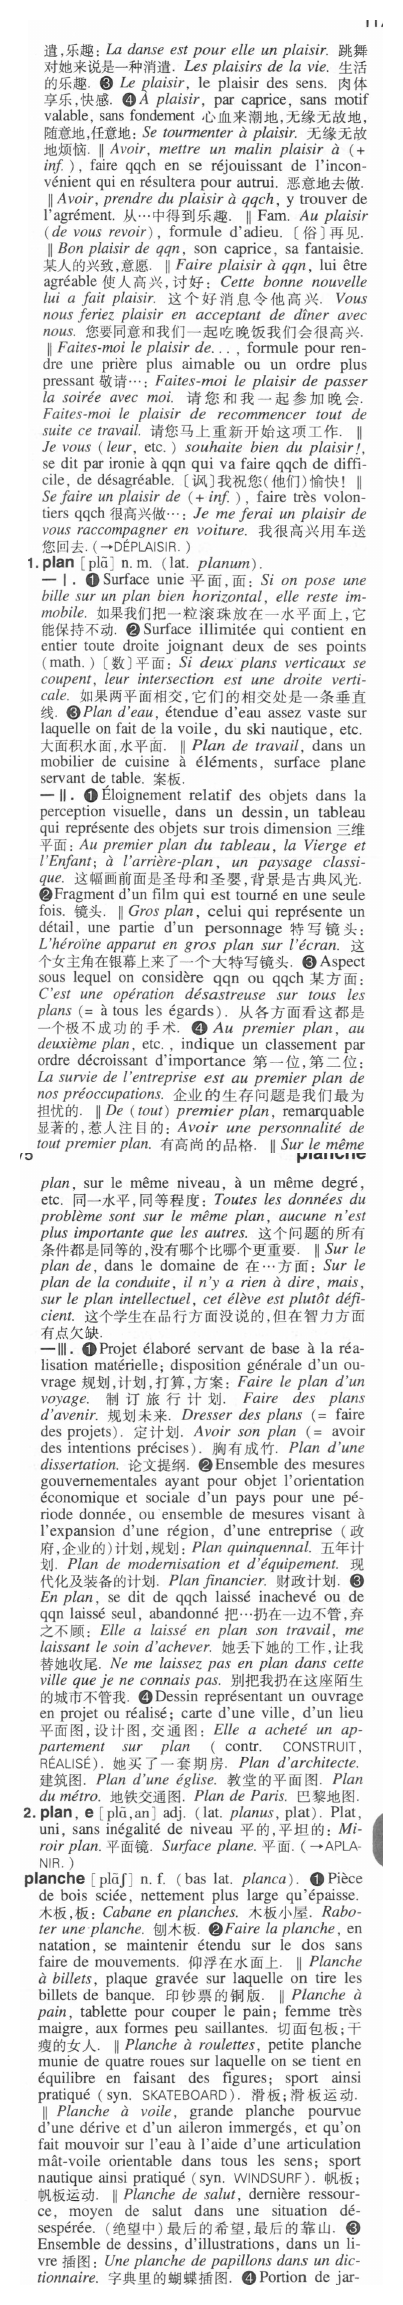 遣,乐趣: La danse est pour elle un plaisir. 跳舞
对她来说是一种消遣. Les plaisirs de la vie. 生活
的乐趣. ❸ Le plaisir, le plaisir des sens. 肉体
享乐,快感. ❹ À plaisir, par caprice, sans motif
valable, sans fondement 心血来潮地,无缘无故地,
随意地,任意地: Se tourmenter à plaisir. 无缘无故
地烦恼. ‖ Avoir, mettre un malin plaisir à (+
inf.), faire qqch en se réjouissant de l'incon-
vénient qui en résultera pour autrui. 恶意地去做.
‖ Avoir, prendre du plaisir à qqch, y trouver de
l'agrément. 从…中得到乐趣. ‖ Fam. Au plaisir
(de vous revoir), formule d'adieu. [俗]再见.
‖ Bon plaisir de qqn, son caprice, sa fantaisie.
某人的兴致,意愿. ‖ Faire plaisir à qqn, lui être
agréable 使人高兴,讨好: Cette bonne nouvelle
lui a fait plaisir. 这个好消息令他高兴. Vous
nous feriez plaisir en acceptant de dîner avec
nous. 您要同意和我们一起吃晚饭我们会很高兴.
‖ Faites-moi le plaisir de..., formule pour ren-
dre une prière plus aimable ou un ordre plus
pressant 敬请…: Faites-moi le plaisir de passer
la soirée avec moi. 请您和我一起参加晚会.
Faites-moi le plaisir de recommencer tout de
suite ce travail. 请您马上重新开始这项工作. ‖
Je vous (leur, etc.) souhaite bien du plaisir!,
se dit par ironie à qqn qui va faire qqch de diffi-
cile, de désagréable. [讽]我祝您(他们)愉快! ‖
Se faire un plaisir de (+ inf.), faire très volon-
tiers qqch 很高兴做…: Je me ferai un plaisir de
vous raccompagner en voiture. 我很高兴用车送
您回去. (→DÉPLAISIR.)
1. plan [plɑ̃] n. m. (lat. planum).
— Ⅰ. ❶ Surface unie 平面,面: Si on pose une
bille sur un plan bien horizontal, elle reste im-
mobile. 如果我们把一粒滚珠放在一水平面上,它
能保持不动. ❷ Surface illimitée qui contient en
entier toute droite joignant deux de ses points
(math.) [数]平面: Si deux plans verticaux se
coupent, leur intersection est une droite verti-
cale. 如果两平面相交,它们的相交处是一条垂直
线. ❸ Plan d'eau, étendue d'eau assez vaste sur
laquelle on fait de la voile, du ski nautique, etc.
大面积水面,水平面. ‖ Plan de travail, dans un
mobilier de cuisine à éléments, surface plane
servant de table. 案板.
— Ⅱ. ❶ Éloignement relatif des objets dans la
perception visuelle, dans un dessin, un tableau
qui représente des objets sur trois dimension 三维
平面: Au premier plan du tableau, la Vierge et
l'Enfant; à l'arrière-plan, un paysage classi-
que. 这幅画前面是圣母和圣婴,背景是古典风光.
❷ Fragment d'un film qui est tourné en une seule
fois. 镜头. ‖ Gros plan, celui qui représente un
détail, une partie d'un personnage 特写镜头:
L'héroïne apparut en gros plan sur l'écran. 这
个女主角在银幕上来了一个大特写镜头. ❸ Aspect
sous lequel on considère qqn ou qqch 某方面:
C'est une opération désastreuse sur tous les
plans (= à tous les égards). 从各方面看这都是
一个极不成功的手术. ❹ Au premier plan, au
deuxième plan, etc., indique un classement par
ordre décroissant d'importance 第一位,第二位:
La survie de l'entreprise est au premier plan de
nos préoccupations. 企业的生存问题是我们最为
担忧的. ‖ De (tout) premier plan, remarquable
显著的,惹人注目的: Avoir une personnalité de
tout premier plan. 有高尚的品格. ‖ Sur le même
planche
plan, sur le même niveau, à un même degré,
etc. 同一水平,同等程度: Toutes les données du
problème sont sur le même plan, aucune n'est
plus importante que les autres. 这个问题的所有
条件都是同等的,没有哪个比哪个更重要. ‖ Sur le
plan de, dans le domaine de 在…方面: Sur le
plan de la conduite, il n'y a rien à dire, mais,
sur le plan intellectuel, cet élève est plutôt défi-
cient. 这个学生在品行方面没说的,但在智力方面
有点欠缺.
—Ⅲ. ❶ Projet élaboré servant de base à la réa-
lisation matérielle; disposition générale d'un ou-
vrage 规划,计划,打算,方案: Faire le plan d'un
voyage. 制订旅行计划. Faire des plans
d'avenir. 规划未来. Dresser des plans (= faire
des projets). 定计划. Avoir son plan (= avoir
des intentions précises). 胸有成竹. Plan d'une
dissertation. 论文提纲. ❷ Ensemble des mesures
gouvernementales ayant pour objet l'orientation
économique et sociale d'un pays pour une pé-
riode donnée, ou ensemble de mesures visant à
l'expansion d'une région, d'une entreprise (政
府,企业的)计划,规划: Plan quinquennal. 五年计
划. Plan de modernisation et d'équipement. 现
代化及装备的计划. Plan financier. 财政计划. ❸
En plan, se dit de qqch laissé inachevé ou de
qqn laissé seul, abandonné 把…扔在一边不管,弃
之不顾: Elle a laissé en plan son travail, me
laissant le soin d'achever. 她丢下她的工作,让我
替她收尾. Ne me laissez pas en plan dans cette
ville que je ne connais pas. 别把我扔在这座陌生
的城市不管我. ❹ Dessin représentant un ouvrage
en projet ou réalisé; carte d'une ville, d'un lieu
平面图,设计图,交通图: Elle a acheté un ap-
partement sur plan (contr. CONSTRUIT,
RÉALISÉ). 她买了一套期房. Plan d'architecte.
建筑图. Plan d'une église. 教堂的平面图. Plan
du métro. 地铁交通图. Plan de Paris. 巴黎地图.
2. plan, e [plɑ̃,an] adj. (lat. planus, plat). Plat,
uni, sans inégalité de niveau 平的,平坦的: Mi-
roir plan. 平面镜. Surface plane. 平面. (→APLA-
NIR.)
planche [plɑ̃ʃ] n. f. (bas lat. planca). ❶ Pièce
de bois sciée, nettement plus large qu'épaisse.
木板,板: Cabane en planches. 木板小屋. Rabo-
ter une planche. 刨木板. ❷ Faire la planche, en
natation, se maintenir étendu sur le dos sans
faire de mouvements. 仰浮在水面上. ‖ Planche
à billets, plaque gravée sur laquelle on tire les
billets de banque. 印钞票的铜版. ‖ Planche à
pain, tablette pour couper le pain; femme très
maigre, aux formes peu saillantes. 切面包板;干
瘦的女人. ‖ Planche à roulettes, petite planche
munie de quatre roues sur laquelle on se tient en
équilibre en faisant des figures; sport ainsi
pratiqué (syn. SKATEBOARD). 滑板;滑板运动.
‖ Planche à voile, grande planche pourvue
d'une dérive et d'un aileron immergés, et qu'on
fait mouvoir sur l'eau à l'aide d'une articulation
mât-voile orientable dans tous les sens; sport
nautique ainsi pratiqué (syn. WINDSURF). 帆板;
帆板运动. ‖ Planche de salut, dernière ressour-
ce, moyen de salut dans une situation dé-
sespérée. (绝望中)最后的希望,最后的靠山. ❸
Ensemble de dessins, d'illustrations, dans un li-
vre 插图: Une planche de papillons dans un dic-
tionnaire. 字典里的蝴蝶插图. ❹ Portion de jar-